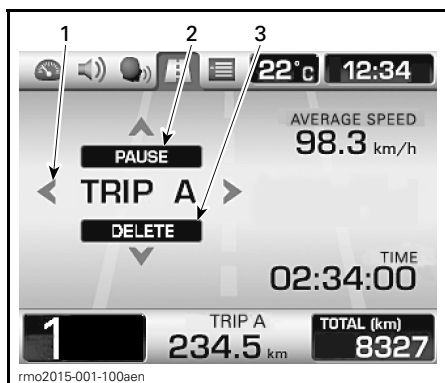 1 2 3
22°c 12:34
AVERAGE SPEED
98.3 km/h
PAUSE
TRIP A
DELETE
TIME
02:34:00
1
TRIP A
234.5 km
TOTAL (km)
8327
rmo2015-001-100aen